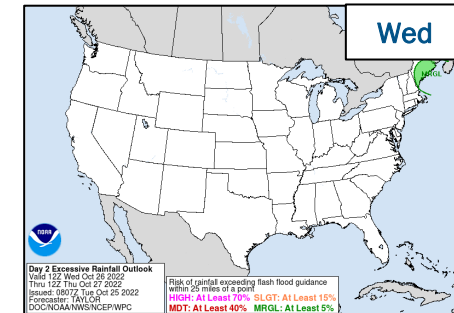 Wed
MRGL
NOAA
Day 2 Excessive Rainfall Outlook
Valid 12Z Wed Oct 26 2022
Thru 12Z Thu Oct 27 2022
Issued: 0807Z Tue Oct 25 2022
Forecaster: TAYLOR
DOC/NOAA/NWS/NCEP/WPC
Risk of rainfall exceeding flash flood guidance
within 25 miles of a point
HIGH: At Least 70% SLGT: At Least 15%
MDT: At Least 40% MRGL: At Least 5%